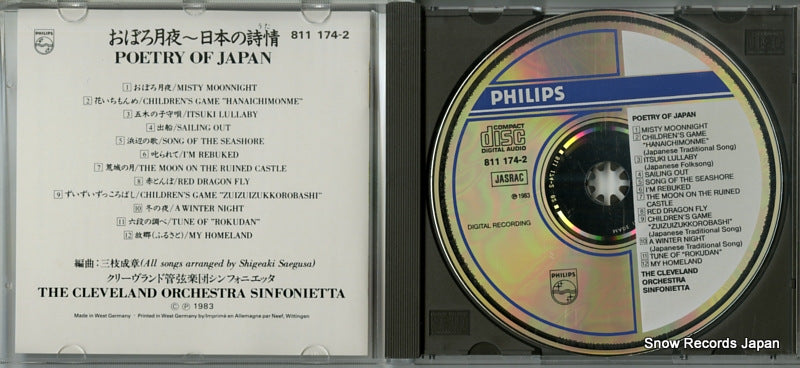 PHILIPS
うた
おぼろ月夜〜日本の詩情 811 174-2
POETRY OF JAPAN
1 おぼろ月夜/MISTY MOONNIGHT
2 花いちもんめ/CHILDREN'S GAME "HANAICHIMONME"
3 五木の子守唄/ITSUKI LULLABY
4 出船/SAILING OUT
5 浜辺の歌/SONG OF THE SEASHORE
6 叱られて/I'M REBUKED
7 荒城の月/THE MOON ON THE RUINED CASTLE
8 赤とんぼ/RED DRAGON FLY
9 ずいずいずっころばし/CHILDREN'S GAME "ZUIZUIZUKKOROBASHI"
10 冬の夜/A WINTER NIGHT
11 六段の調べ/TUNE OF "ROKUDAN"
12 故郷(ふるさと)/MY HOMELAND
編曲：三枝成章(All songs arranged by Shigeaki Saegusa)
クリーヴランド管弦楽団シンフォニエッタ
THE CLEVELAND ORCHESTRA SINFONIETTA
Ⓒ Ⓟ 1983
Made in West Germany · Printed in West Germany by/Imprimé en Allemagne par Neef, Wittingen
PHILIPS
COMPACT
disc
DIGITAL AUDIO
811 174-2
JASRAC
Ⓟ 1983
DIGITAL RECORDING
PHILIPS
POETRY OF JAPAN
1 MISTY MOONNIGHT
2 CHILDREN'S GAME
"HANAICHIMONME"
(Japanese Traditional Song)
3 ITSUKI LULLABY
(Japanese Folksong)
4 SAILING OUT
5 SONG OF THE SEASHORE
6 I'M REBUKED
7 THE MOON ON THE RUINED
CASTLE
8 RED DRAGON FLY
9 CHILDREN'S GAME
"ZUIZUIZUKKOROBASHI"
(Japanese Traditional Song)
10 A WINTER NIGHT
(Japanese Traditional Song)
11 TUNE OF "ROKUDAN"
12 MY HOMELAND
THE CLEVELAND
ORCHESTRA
SINFONIETTA
Snow Records Japan
http://www.snowrecords.jp/